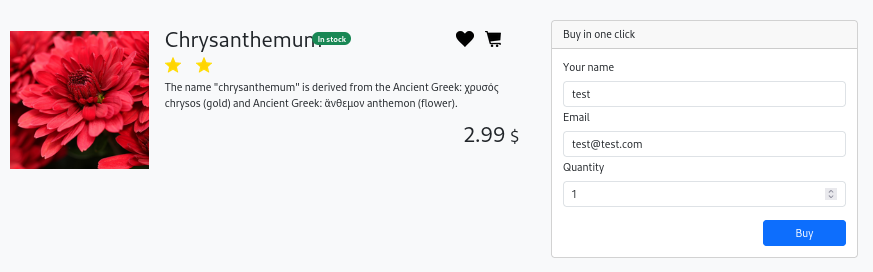 Chrysanthemum
In stock
The name "chrysanthemum" is derived from the Ancient Greek: χρυσός
chrysos (gold) and Ancient Greek: ἄνθεμον anthemon (flower).
2.99 $
Buy in one click
Your name
test
Email
test@test.com
Quantity
1
Buy